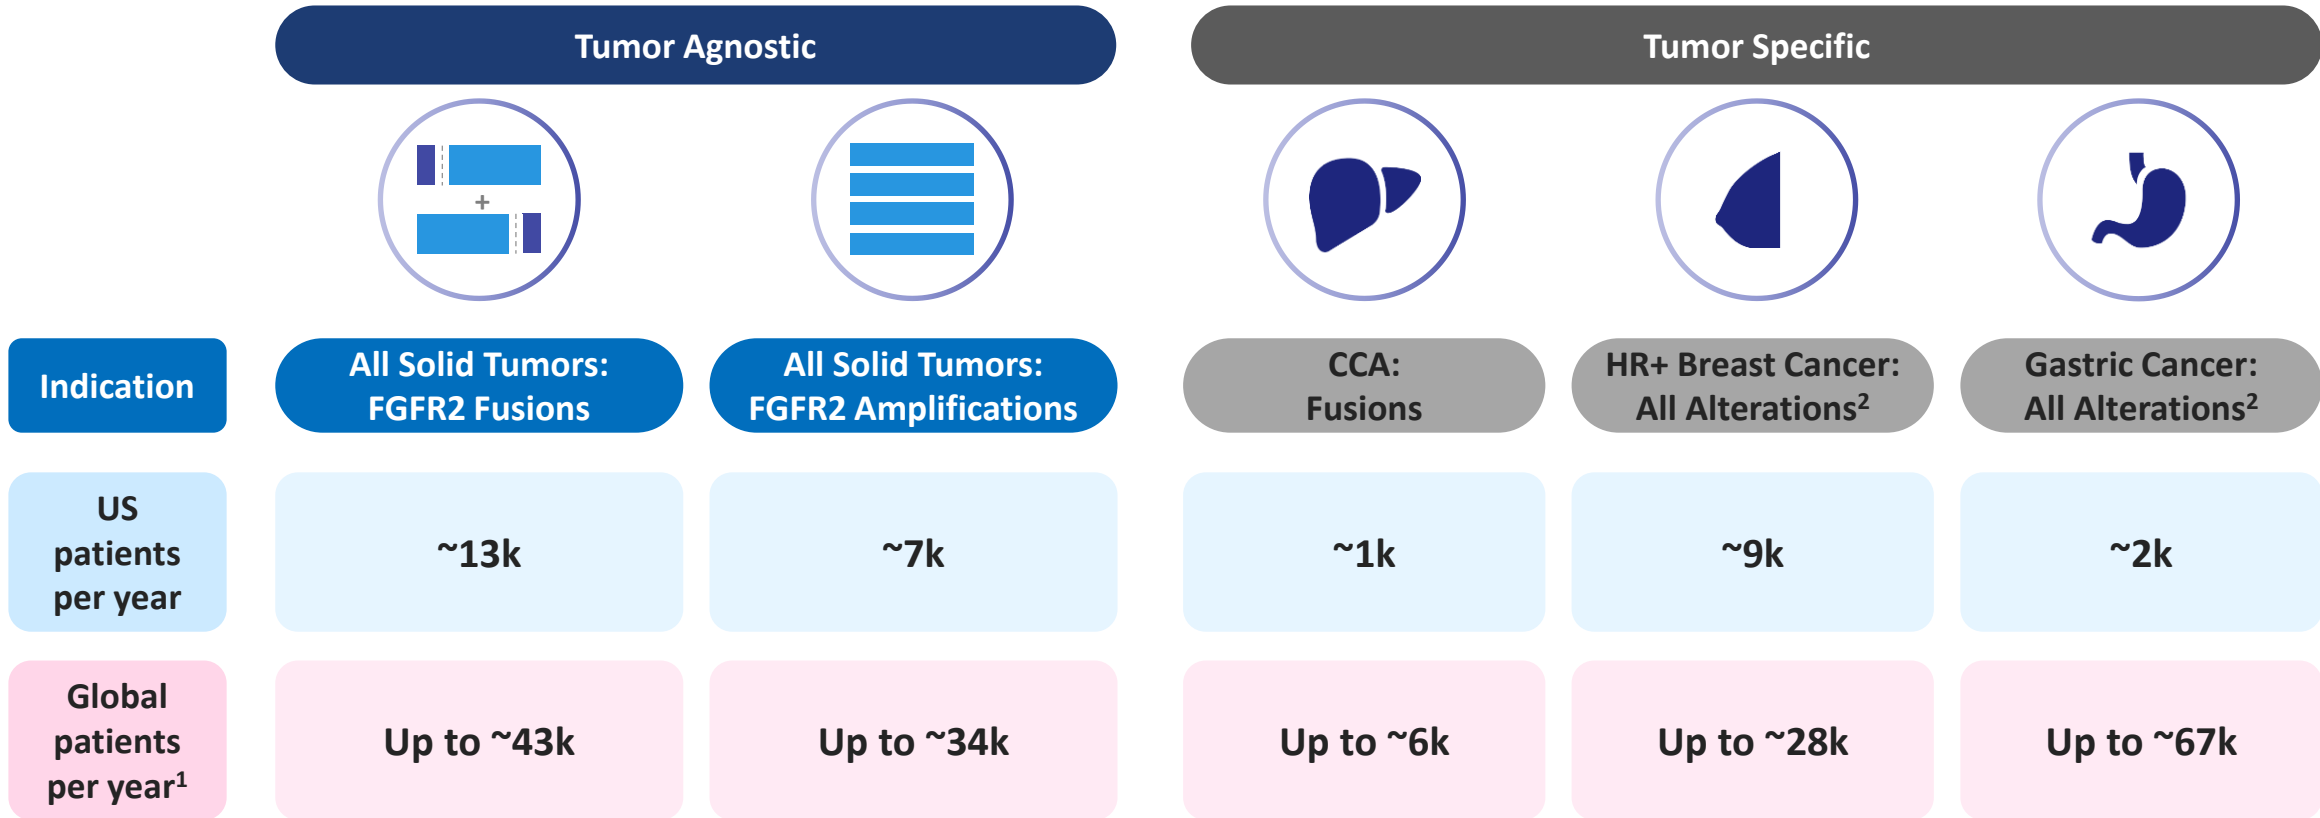 Tumor Agnostic
Tumor Specific
+
Indication
All Solid Tumors:
FGFR2 Fusions
All Solid Tumors:
FGFR2 Amplifications
CCA:
Fusions
HR+ Breast Cancer:
All Alterations²
Gastric Cancer:
All Alterations²
US
patients
per year
~13k
~7k
~1k
~9k
~2k
Global
patients
per year¹
Up to ~43k
Up to ~34k
Up to ~6k
Up to ~28k
Up to ~67k